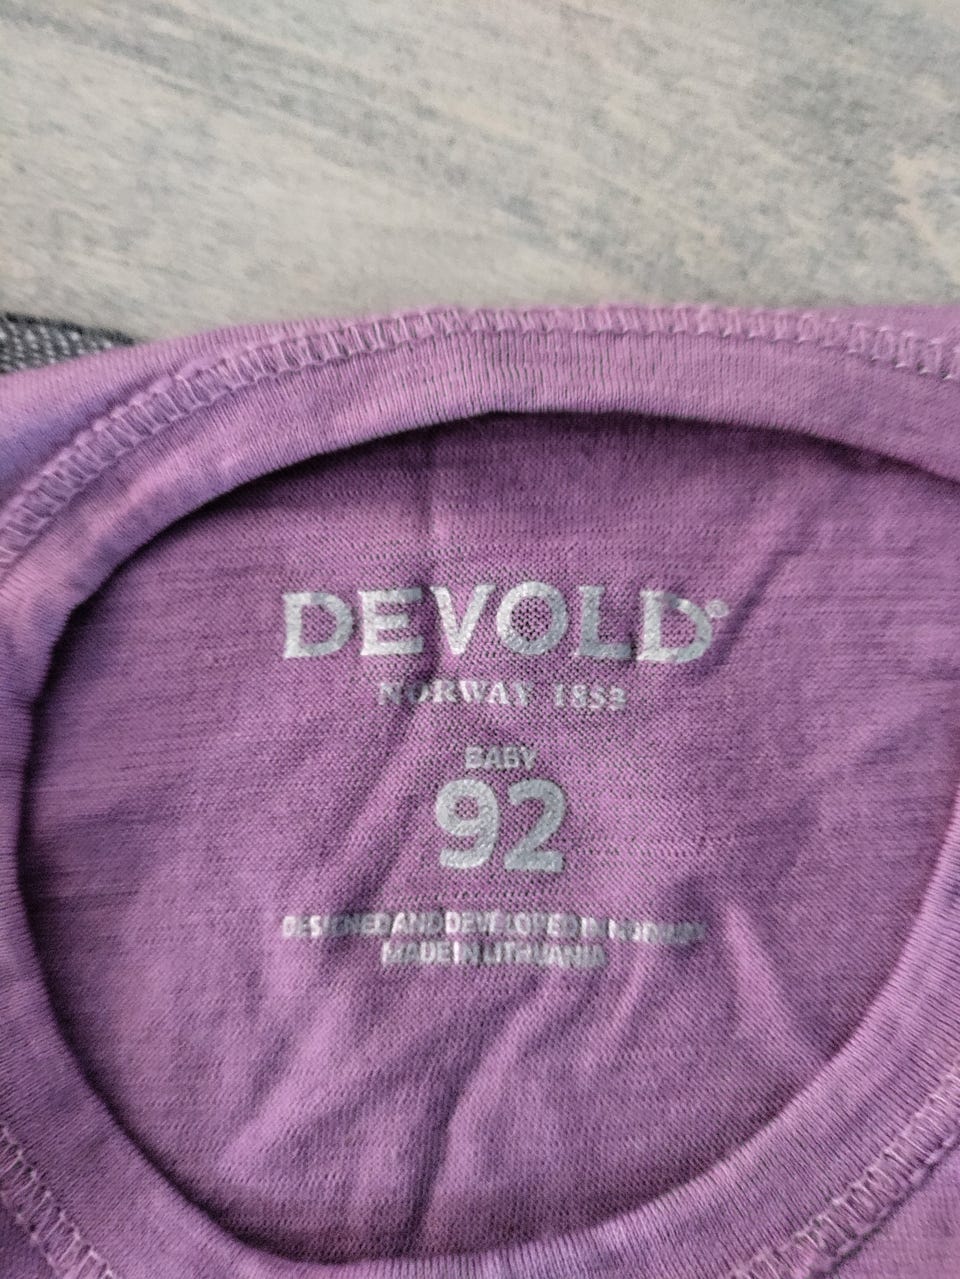 DEVOLD®
NORWAY 1853
BABY
92
DESIGNED AND DEVELOPED IN NORWAY
MADE IN LITHUANIA